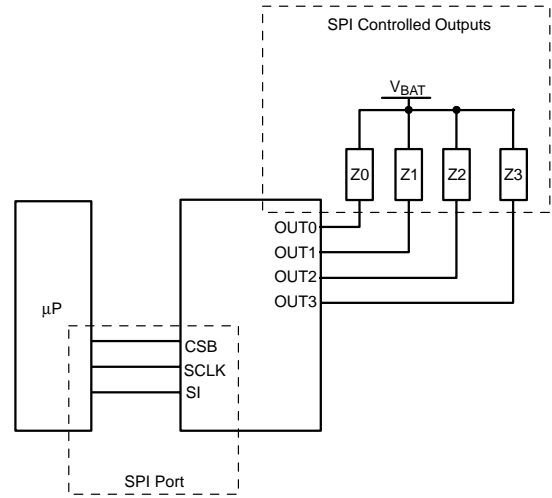 SPI Controlled Outputs
VBAT
Z0 Z1 Z2 Z3
OUT0
OUT1
OUT2
OUT3
μP
CSB
SCLK
SI
SPI Port